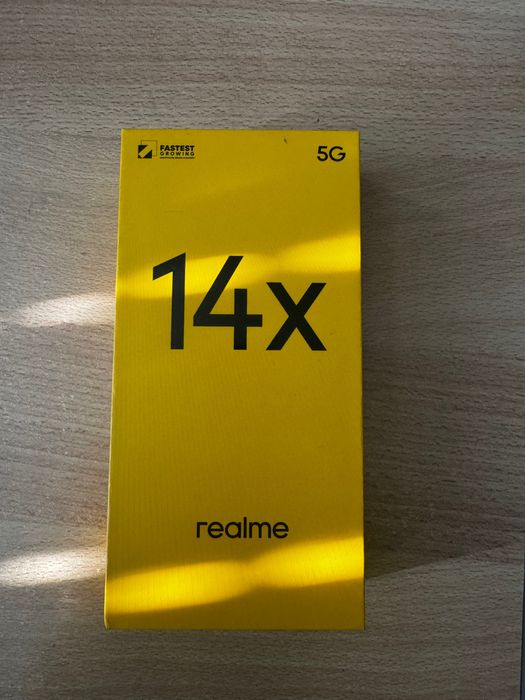 FASTEST
GROWING
5G
14x
realme